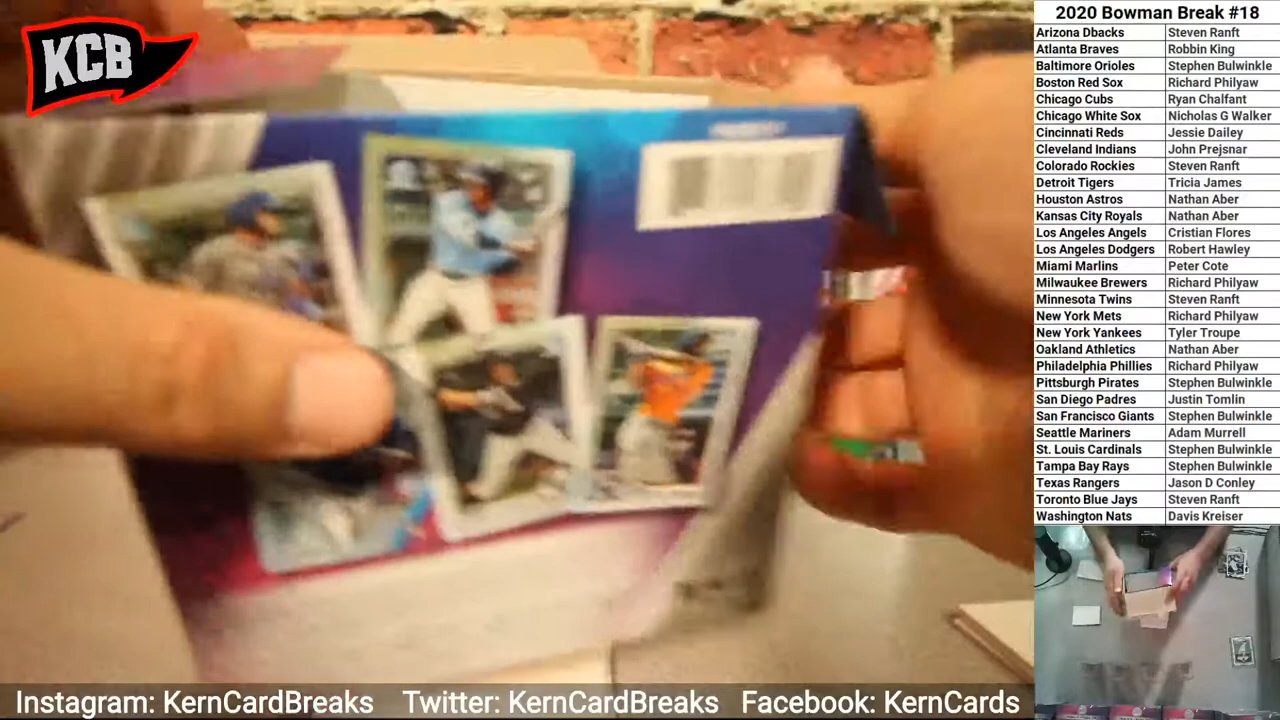 KCB
2020 Bowman Break #18
Arizona Dbacks Steven Ranft
Atlanta Braves Robbin King
Baltimore Orioles Stephen Bulwinkle
Boston Red Sox Richard Philyaw
Chicago Cubs Ryan Chalfant
Chicago White Sox Nicholas G Walker
Cincinnati Reds Jessie Dailey
Cleveland Indians John Prejsnar
Colorado Rockies Steven Ranft
Detroit Tigers Tricia James
Houston Astros Nathan Aber
Kansas City Royals Nathan Aber
Los Angeles Angels Cristian Flores
Los Angeles Dodgers Robert Hawley
Miami Marlins Peter Cote
Milwaukee Brewers Richard Philyaw
Minnesota Twins Steven Ranft
New York Mets Richard Philyaw
New York Yankees Tyler Troupe
Oakland Athletics Nathan Aber
Philadelphia Phillies Richard Philyaw
Pittsburgh Pirates Stephen Bulwinkle
San Diego Padres Justin Tomlin
San Francisco Giants Stephen Bulwinkle
Seattle Mariners Adam Murrell
St. Louis Cardinals Stephen Bulwinkle
Tampa Bay Rays Stephen Bulwinkle
Texas Rangers Jason D Conley
Toronto Blue Jays Steven Ranft
Washington Nats Davis Kreiser
Instagram: KernCardBreaks Twitter: KernCardBreaks Facebook: KernCards